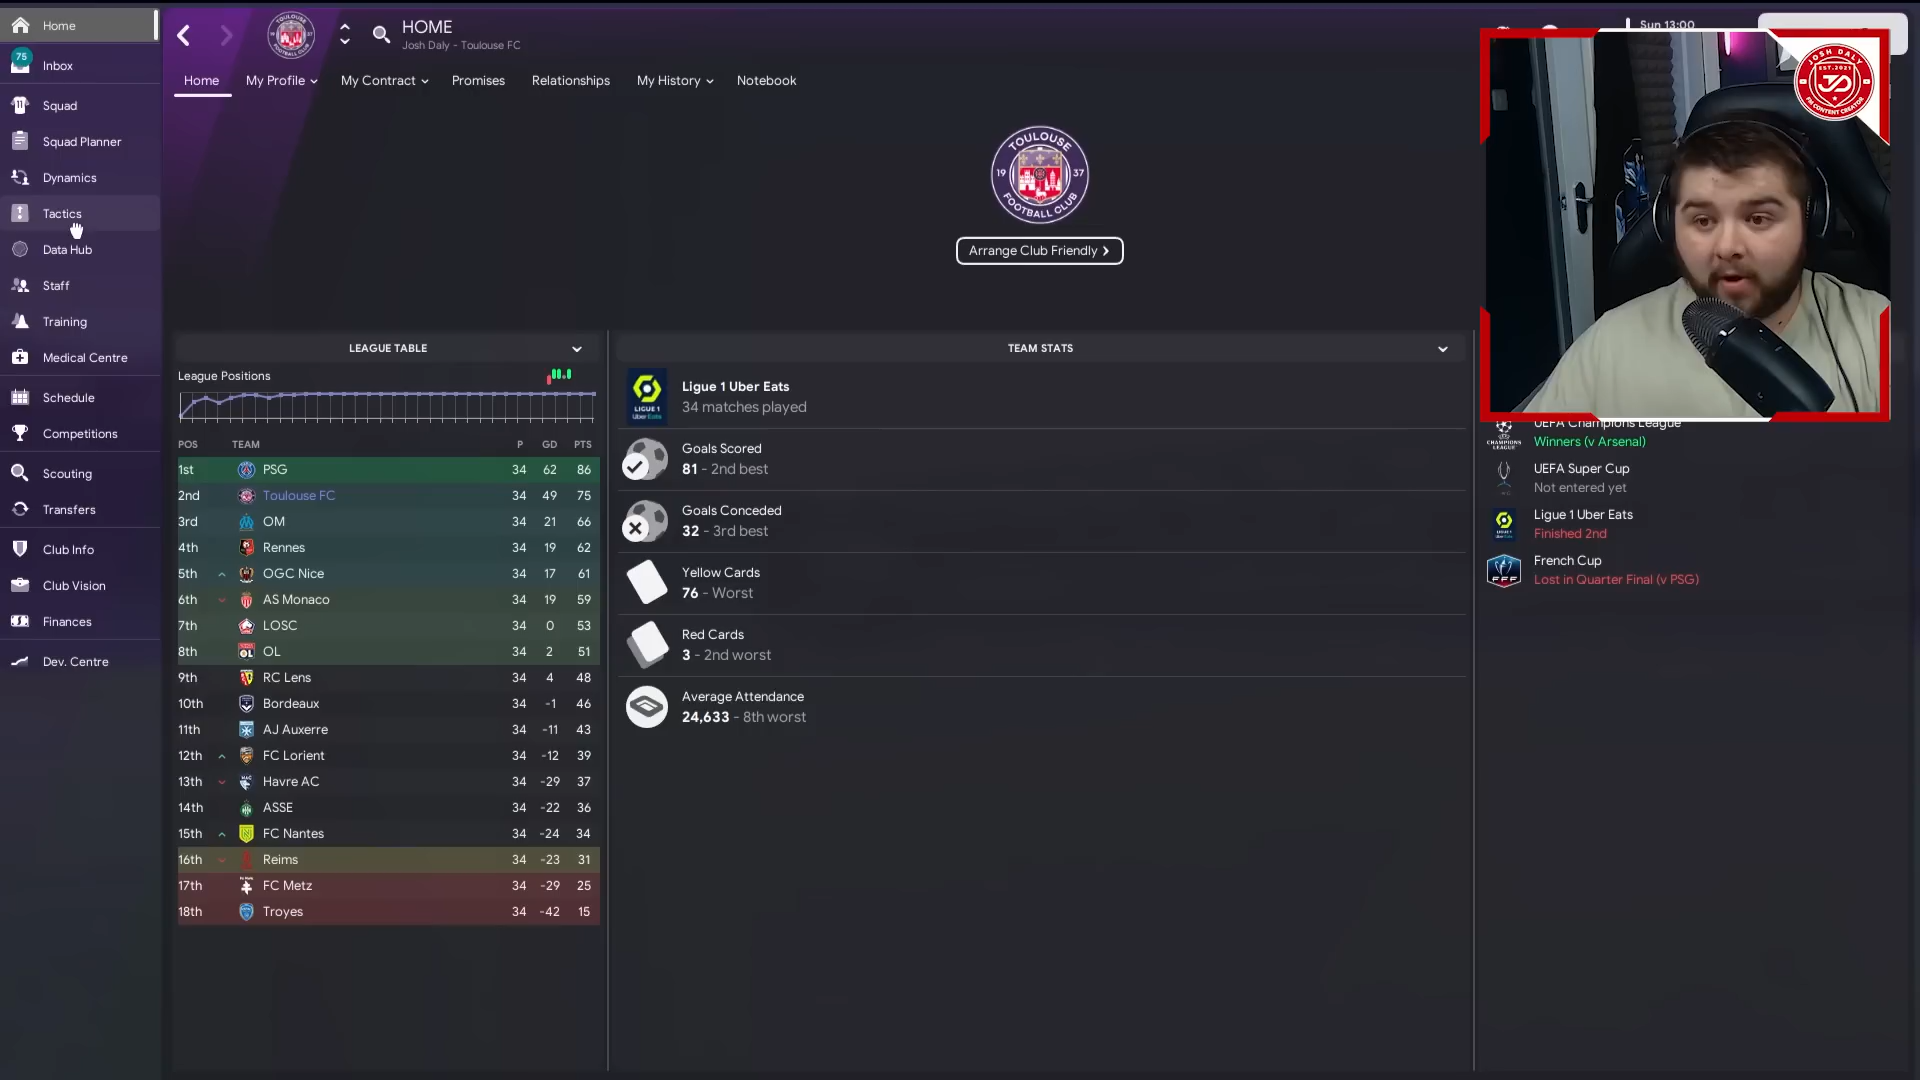 Home
75
Inbox
Squad
Squad Planner
Dynamics
Tactics
Data Hub
Staff
Training
Medical Centre
Schedule
Competitions
Scouting
Transfers
Club Info
Club Vision
Finances
Dev. Centre
HOME
Josh Daly - Toulouse FC
Sun 13:00
Home My Profile My Contract Promises Relationships My History Notebook
JOSH DALY
EST. 2021
JD
FM CONTENT CREATOR
TOULOUSE
19 37
FOOTBALL CLUB
Arrange Club Friendly
LEAGUE TABLE
League Positions
POS TEAM P GD PTS
1st PSG 34 62 86
2nd Toulouse FC 34 49 75
3rd OM 34 21 66
4th Rennes 34 19 62
5th OGC Nice 34 17 61
6th AS Monaco 34 19 59
7th LOSC 34 0 53
8th OL 34 2 51
9th RC Lens 34 4 48
10th Bordeaux 34 -1 46
11th AJ Auxerre 34 -11 43
12th FC Lorient 34 -12 39
13th Havre AC 34 -29 37
14th ASSE 34 -22 36
15th FC Nantes 34 -24 34
16th Reims 34 -23 31
17th FC Metz 34 -29 25
18th Troyes 34 -42 15
TEAM STATS
LIGUE 1
Uber Eats
Ligue 1 Uber Eats
34 matches played
Goals Scored
81 - 2nd best
Goals Conceded
32 - 3rd best
Yellow Cards
76 - Worst
Red Cards
3 - 2nd worst
Average Attendance
24,633 - 8th worst
UEFA Champions League
Winners (v Arsenal)
UEFA Super Cup
Not entered yet
Ligue 1 Uber Eats
Finished 2nd
French Cup
Lost in Quarter Final (v PSG)